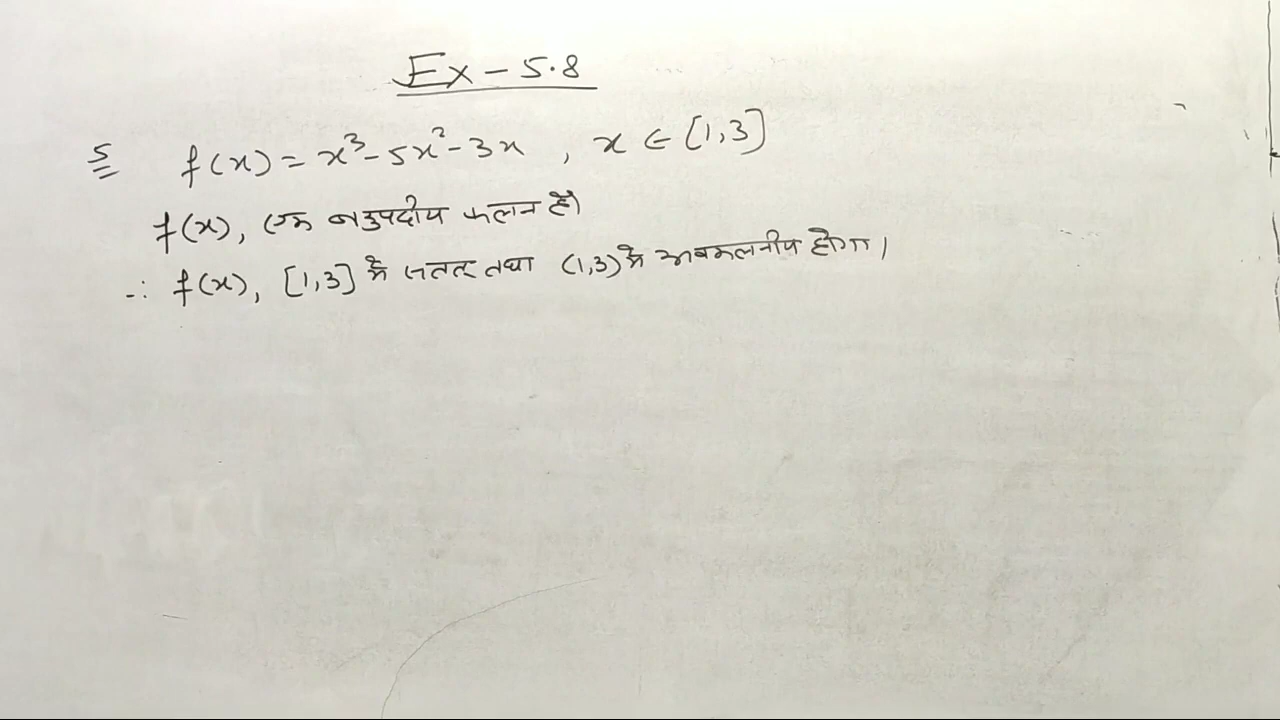 Ex - 5.8
5 f(x) = x³ - 5x² - 3x , x ∈ [1,3]
f(x), एक बहुपदीय फलन है।
∴ f(x), [1,3] में सतत् तथा (1,3) में अवकलनीय होगा।